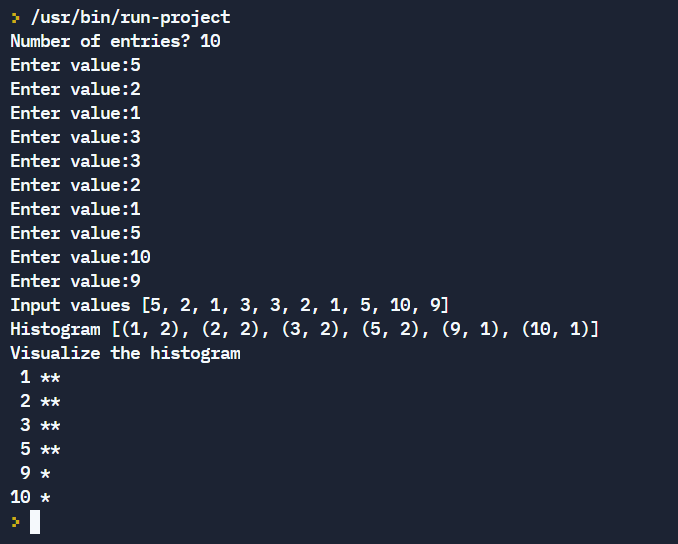 > /usr/bin/run-project
Number of entries? 10
Enter value:5
Enter value:2
Enter value:1
Enter value:3
Enter value:3
Enter value:2
Enter value:1
Enter value:5
Enter value:10
Enter value:9
Input values [5, 2, 1, 3, 3, 2, 1, 5, 10, 9]
Histogram [(1, 2), (2, 2), (3, 2), (5, 2), (9, 1), (10, 1)]
Visualize the histogram
 1 **
 2 **
 3 **
 5 **
 9 *
10 *
>